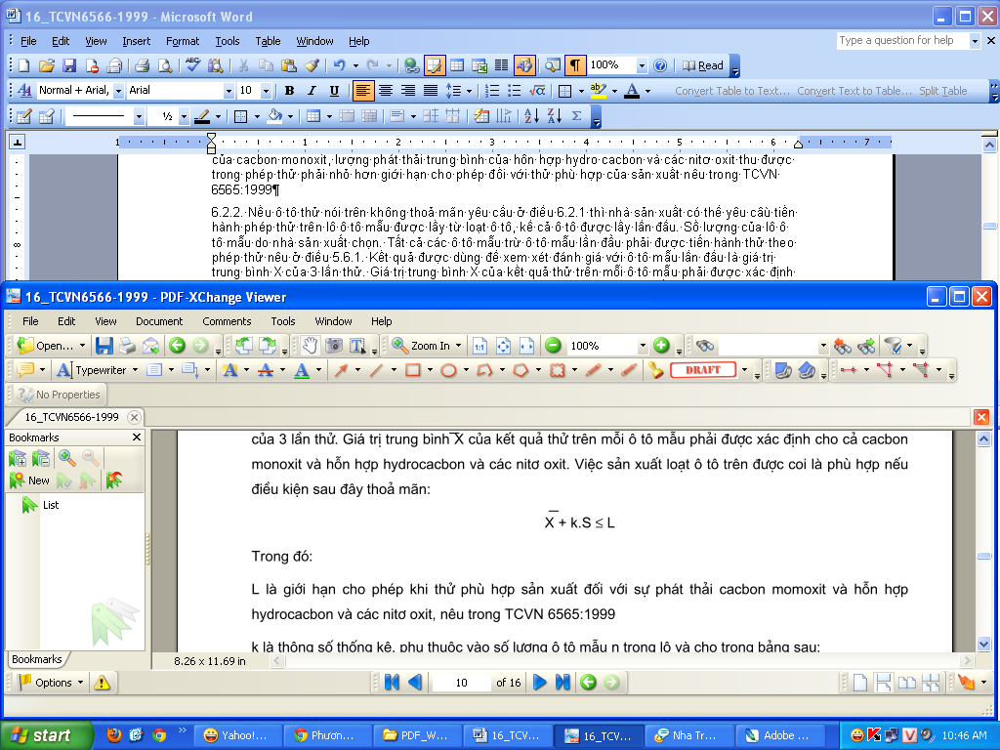 16_TCVN6566-1999 - Microsoft Word
File Edit View Insert Format Tools Table Window Help
Type a question for help
100% Read
Normal + Arial, Arial 10 B I U
Convert Table to Text... Convert Text to Table... Split Table
½
1 1 2 3 4 5 6 7
của cacbon monoxit, lượng phát thải trung bình của hỗn hợp hydro cacbon và các nitơ oxit thu được
trong phép thử phải nhỏ hơn giới hạn cho phép đối với thử phù hợp của sản xuất nêu trong TCVN
6565:1999¶
6.2.2. Nếu ô tô thử nói trên không thoả mãn yêu cầu ở điều 6.2.1 thì nhà sản xuất có thể yêu cầu tiến
hành phép thử trên lô ô tô mẫu được lấy từ loạt ô tô, kể cả ô tô được lấy lần đầu. Số lượng của lô ô
tô mẫu do nhà sản xuất chọn. Tất cả các ô tô mẫu trừ ô tô mẫu lần đầu phải được tiến hành thử theo
phép thử nêu ở điều 5.6.1. Kết quả được dùng để xem xét đánh giá với ô tô mẫu lần đầu là giá trị
trung bình X của 3 lần thử. Giá trị trung bình X của kết quả thử trên mỗi ô tô mẫu phải được xác định
16_TCVN6566-1999 - PDF-XChange Viewer
File Edit View Document Comments Tools Window Help
Open... Zoom In 1:1 100%
Typewriter DRAFT
No Properties
16_TCVN6566-1999
Bookmarks
New
List
của 3 lần thử. Giá trị trung bình X̅ của kết quả thử trên mỗi ô tô mẫu phải được xác định cho cả cacbon
monoxit và hỗn hợp hydrocacbon và các nitơ oxit. Việc sản xuất loạt ô tô trên được coi là phù hợp nếu
điều kiện sau đây thoả mãn:
X̅ + k.S ≤ L
Trong đó:
L là giới hạn cho phép khi thử phù hợp sản xuất đối với sự phát thải cacbon momoxit và hỗn hợp
hydrocacbon và các nitơ oxit, nêu trong TCVN 6565:1999
k là thông số thống kê, phụ thuộc vào số lượng ô tô mẫu n trong lô và cho trong bảng sau:
Bookmarks
8.26 x 11.69 in
Options 10 of 16
start Yahoo!... Phươn... PDF_W... 16_TCV... 16_TCV... Nha Tr... Adobe ... 10:46 AM